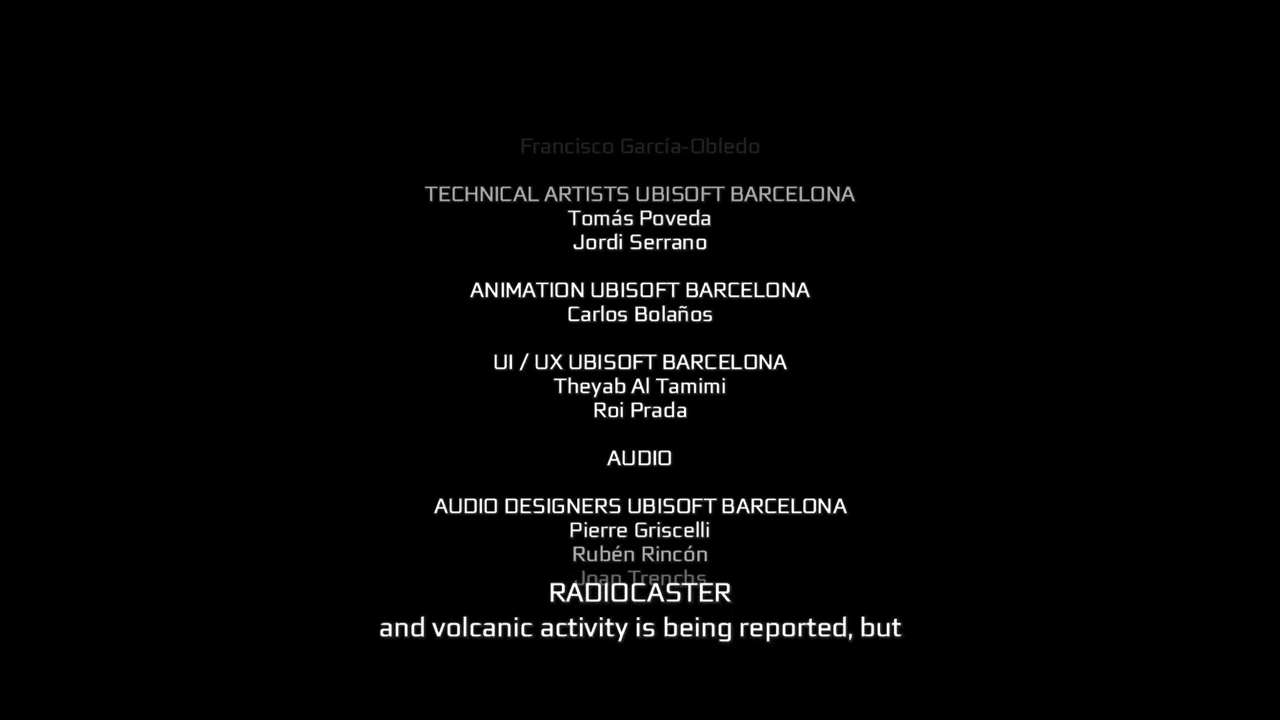 Francisco García-Obledo
TECHNICAL ARTISTS UBISOFT BARCELONA
Tomás Poveda
Jordi Serrano
ANIMATION UBISOFT BARCELONA
Carlos Bolaños
UI / UX UBISOFT BARCELONA
Theyab Al Tamimi
Roi Prada
AUDIO
AUDIO DESIGNERS UBISOFT BARCELONA
Pierre Griscelli
Rubén Rincón
Joan Trenchs
RADIOCASTER
and volcanic activity is being reported, but